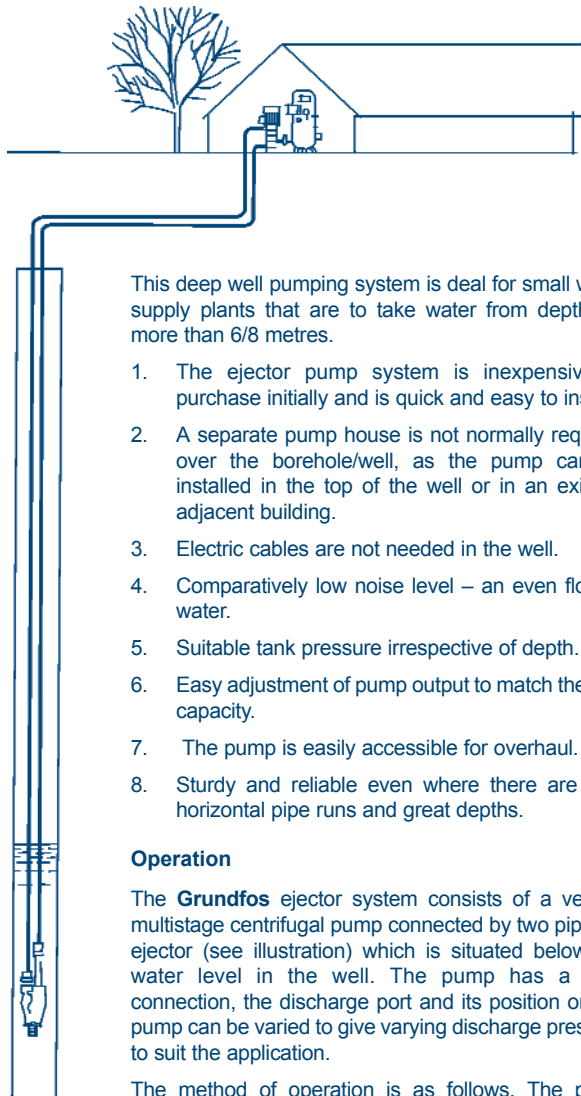 This deep well pumping system is deal for small w
supply plants that are to take water from depth
more than 6/8 metres.
1. The ejector pump system is inexpensiv
purchase initially and is quick and easy to ins
2. A separate pump house is not normally requ
over the borehole/well, as the pump can
installed in the top of the well or in an exi
adjacent building.
3. Electric cables are not needed in the well.
4. Comparatively low noise level – an even flo
water.
5. Suitable tank pressure irrespective of depth.
6. Easy adjustment of pump output to match the
capacity.
7. The pump is easily accessible for overhaul.
8. Sturdy and reliable even where there are
horizontal pipe runs and great depths.
Operation
The Grundfos ejector system consists of a ve
multistage centrifugal pump connected by two pip
ejector (see illustration) which is situated below
water level in the well. The pump has a
connection, the discharge port and its position or
pump can be varied to give varying discharge pres
to suit the application.
The method of operation is as follows. The p